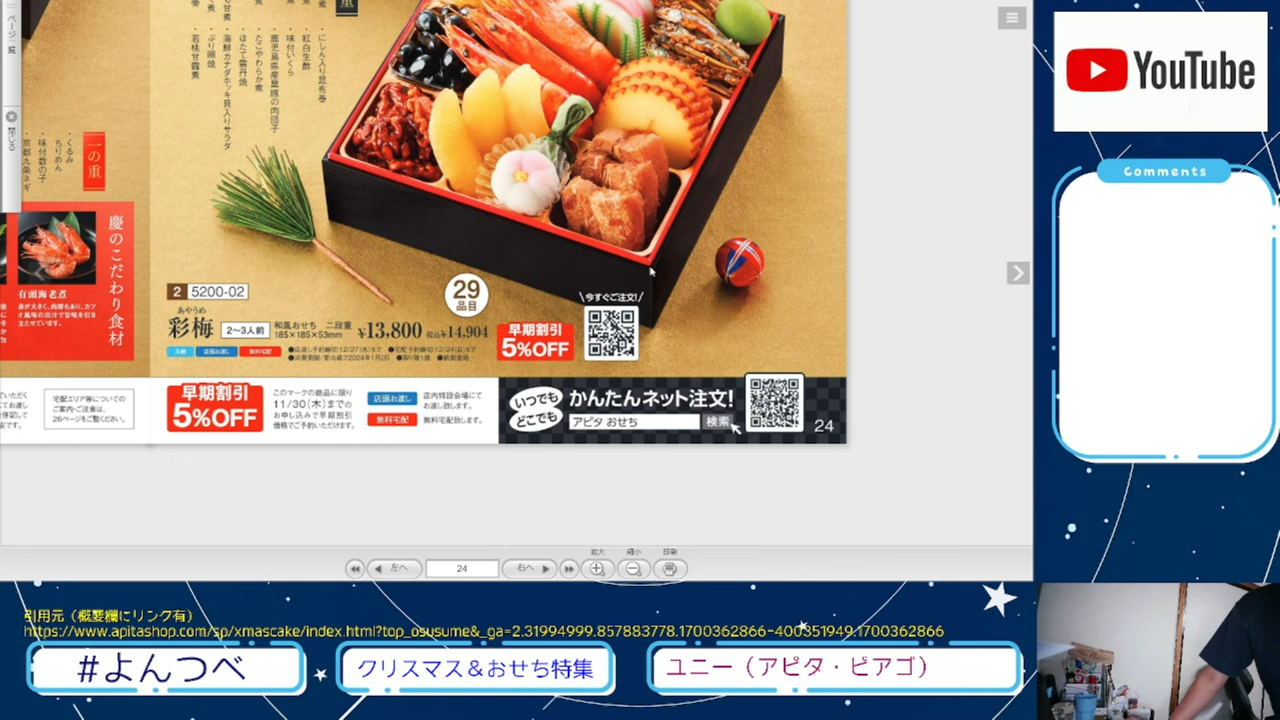 ページ一覧
閉じる
・にしん入り昆布巻
・紅白生酢
・味付いくら
・鹿児島県産黒豚の肉団子
・たこやわらか煮
・ほたて雲丹焼
・海鮮カナダホッキ貝入りサラダ
・ぶり照焼
・若桃甘露煮
一の重
・くるみ
ちりめん
・味付数の子
・京都九条ネギ
慶のこだわり食材
有頭海老煮
2 5200-02
29
品目
あやうめ
彩梅
2〜3人前
和風おせち 二段重
185×185×53mm
¥13,800 税込¥14,904
早期割引
5%OFF
\今すぐご注文!/
宅配エリア等についての
ご案内・ご注意は、
26ページをご覧ください。
早期割引
5%OFF
このマークの商品に限り
11/30(木)までの
お申し込みで早期割引
価格でご予約いただけます。
店頭お渡し
店内特設会場にて
お渡し致します。
無料宅配
無料宅配致します。
いつでも
どこでも
かんたんネット注文!
アピタ おせち
検索
24
拡大 縮小 印刷
左へ 24 右へ
YouTube
Comments
引用元(概要欄にリンク有)
https://www.apitashop.com/sp/xmascake/index.html?top_osusume&_ga=2.31994999.857883778.1700362866-400351949.1700362866
#よんつべ
クリスマス＆おせち特集
ユニー(アピタ・ピアゴ)